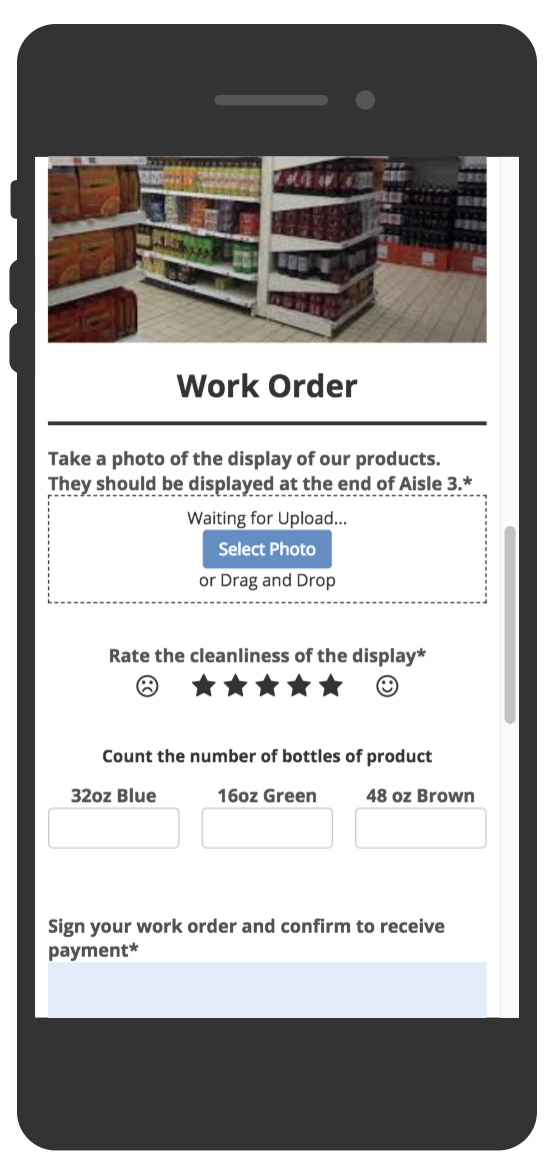 Work Order
Take a photo of the display of our products.
They should be displayed at the end of Aisle 3.*
Waiting for Upload...
Select Photo
or Drag and Drop
Rate the cleanliness of the display*
Count the number of bottles of product
32oz Blue 16oz Green 48 oz Brown
Sign your work order and confirm to receive
payment*